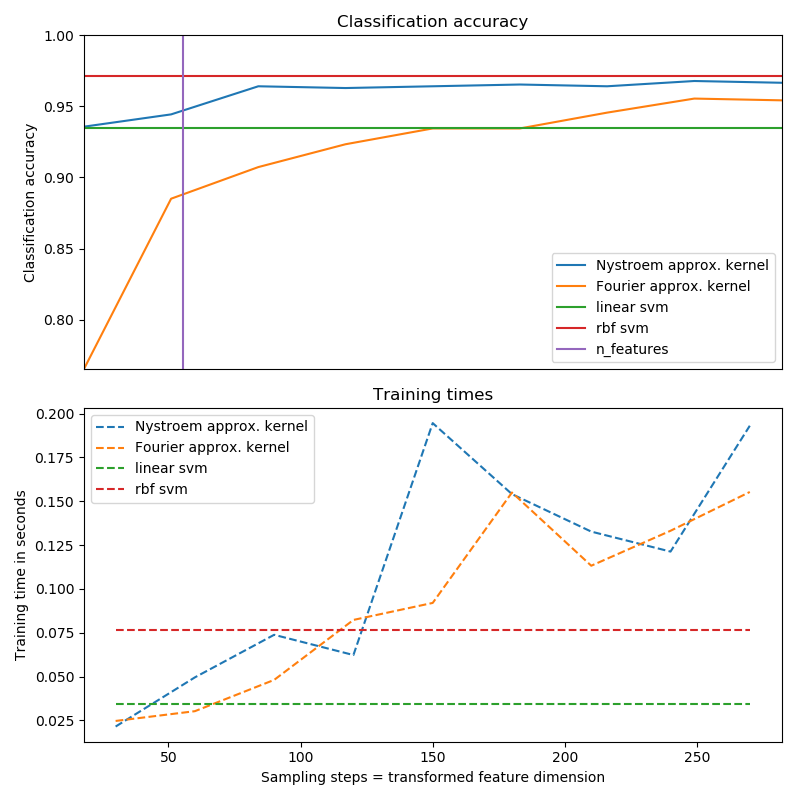 Classification accuracy
1.00
0.95
0.90
0.85
0.80
Classification accuracy
Nystroem approx. kernel
Fourier approx. kernel
linear svm
rbf svm
n_features
Training times
0.200
0.175
0.150
0.125
0.100
0.075
0.050
0.025
Training time in seconds
Nystroem approx. kernel
Fourier approx. kernel
linear svm
rbf svm
50 100 150 200 250
Sampling steps = transformed feature dimension